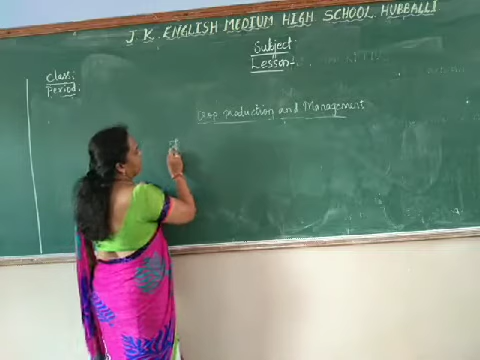 J. K. ENGLISH MEDIUM HIGH SCHOOL. HUBBALLI
Subject:
Lesson:-
Class:
Period:
Crop Production and Management